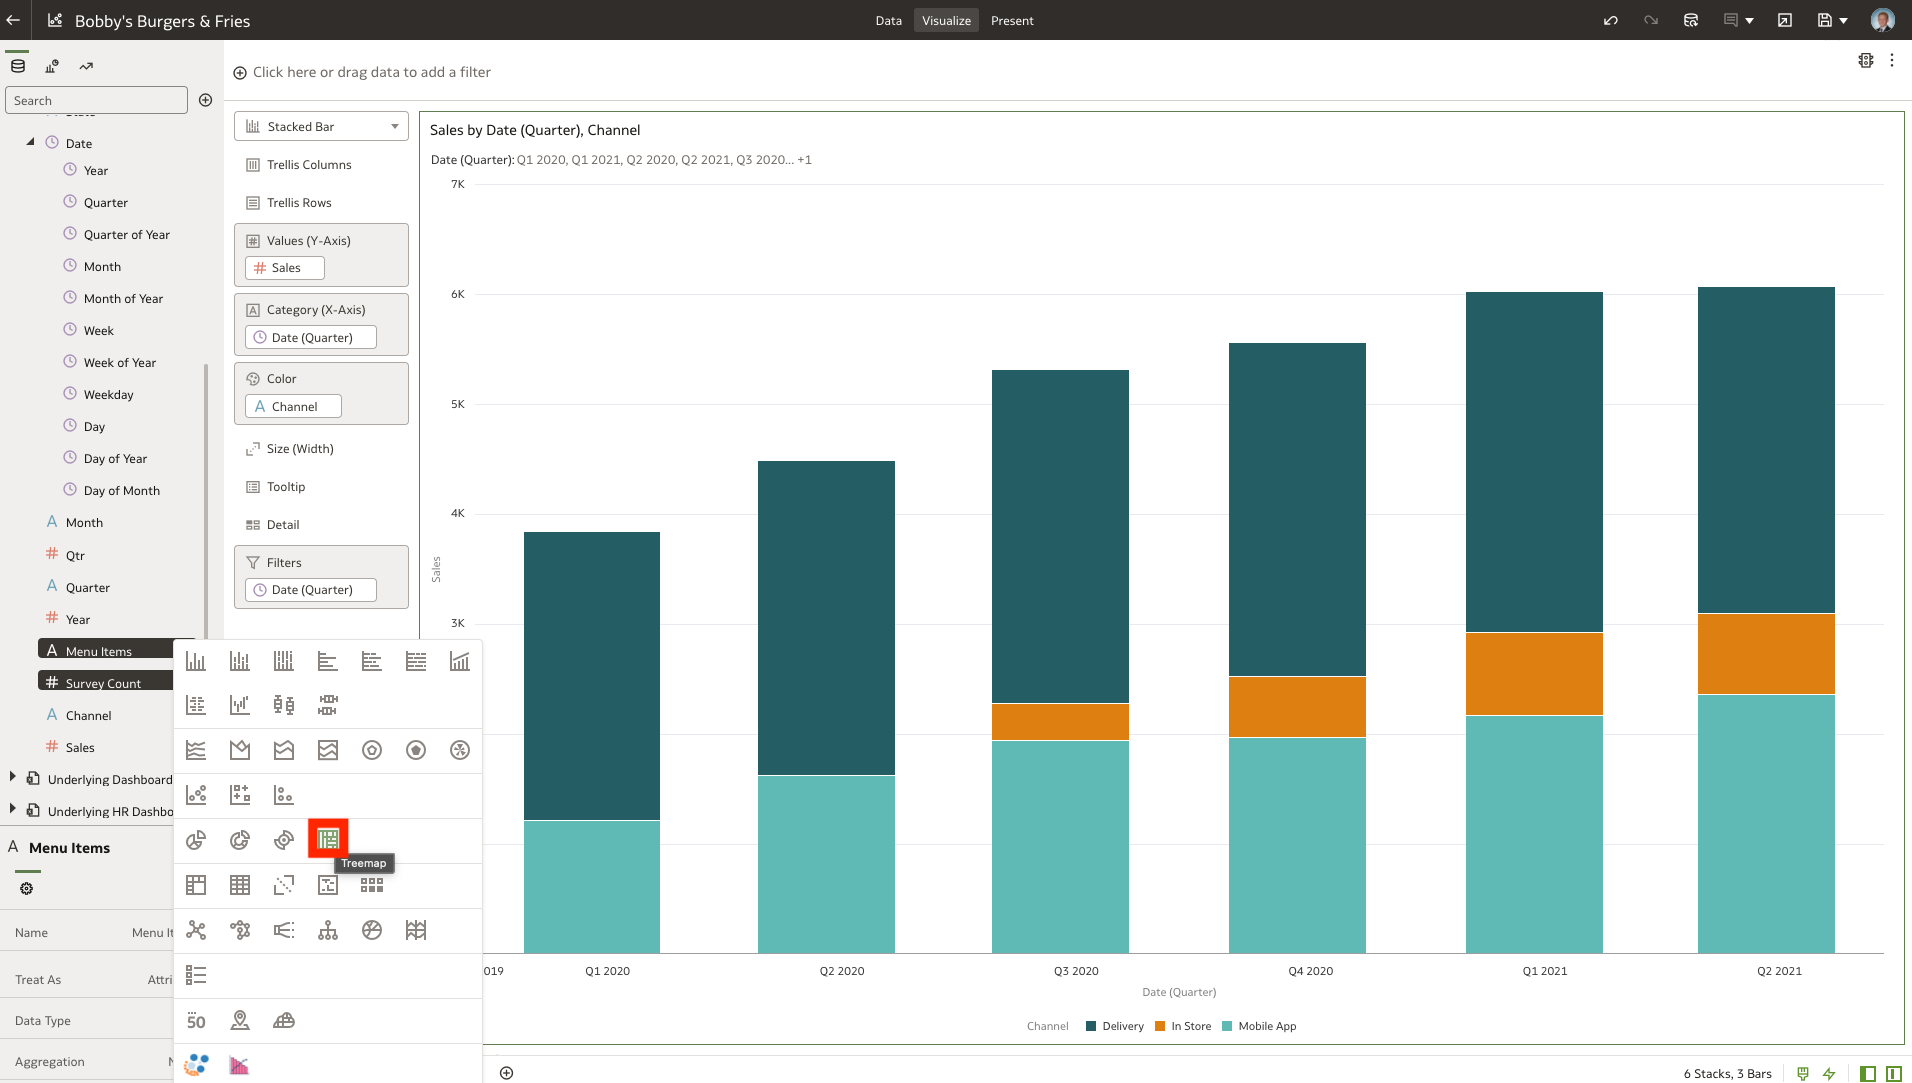 Bobby's Burgers & Fries
Data
Visualize
Present
Search
Click here or drag data to add a filter
Date
Year
Quarter
Quarter of Year
Month
Month of Year
Week
Week of Year
Weekday
Day
Day of Year
Day of Month
A Month
# Qtr
A Quarter
# Year
A Menu Items
# Survey Count
A Channel
# Sales
Underlying Dashboard
Underlying HR Dashbo
A Menu Items
Name
Menu It
Treat As
Attri
Data Type
Aggregation
N
Stacked Bar
Trellis Columns
Trellis Rows
Values (Y-Axis)
# Sales
A Category (X-Axis)
Date (Quarter)
Color
A Channel
Size (Width)
Tooltip
Detail
Filters
Date (Quarter)
Treemap
50
Sales by Date (Quarter), Channel
Date (Quarter): Q1 2020, Q1 2021, Q2 2020, Q2 2021, Q3 2020... +1
7K
6K
5K
4K
3K
Sales
019
Q1 2020
Q2 2020
Q3 2020
Q4 2020
Q1 2021
Q2 2021
Date (Quarter)
Channel
Delivery
In Store
Mobile App
6 Stacks, 3 Bars